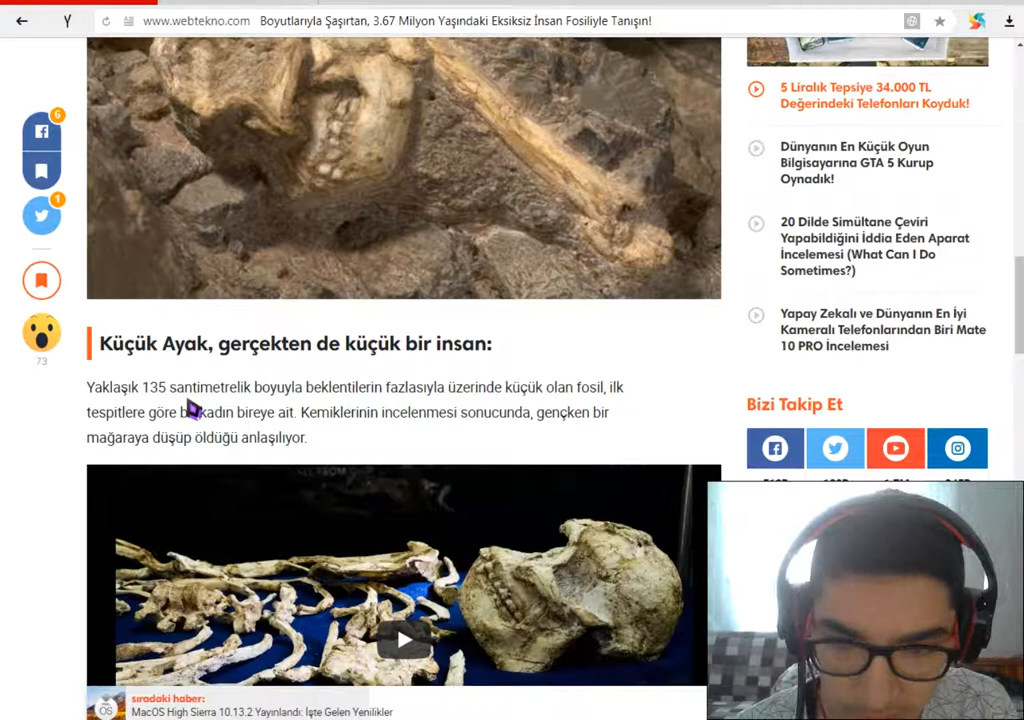 www.webtekno.com Boyutlarıyla Şaşırtan, 3.67 Milyon Yaşındaki Eksiksiz İnsan Fosiliyle Tanışın!
6
1
73
Küçük Ayak, gerçekten de küçük bir insan:
Yaklaşık 135 santimetrelik boyuyla beklentilerin fazlasıyla üzerinde küçük olan fosil, ilk
tespitlere göre kadın bireye ait. Kemiklerinin incelenmesi sonucunda, gençken bir
mağaraya düşüp öldüğü anlaşılıyor.
sıradaki haber:
MacOS High Sierra 10.13.2 Yayınlandı: İşte Gelen Yenilikler
OS
5 Liralık Tepsiye 34.000 TL
Değerindeki Telefonları Koyduk!
Dünyanın En Küçük Oyun
Bilgisayarına GTA 5 Kurup
Oynadık!
20 Dilde Simültane Çeviri
Yapabildiğini İddia Eden Aparat
İncelemesi (What Can I Do
Sometimes?)
Yapay Zekalı ve Dünyanın En İyi
Kameralı Telefonlarından Biri Mate
10 PRO İncelemesi
Bizi Takip Et